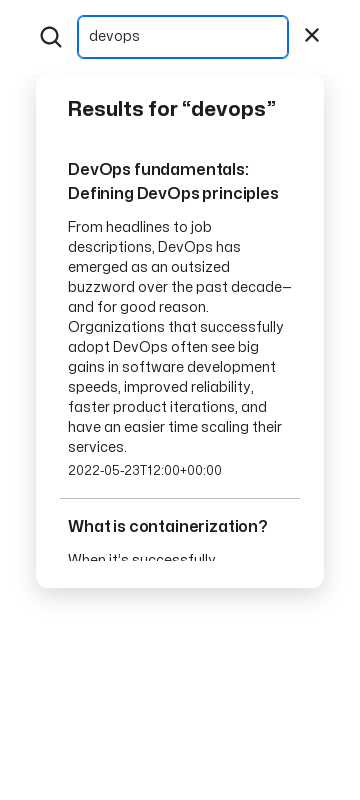 devops
Results for “devops”
DevOps fundamentals:
Defining DevOps principles
From headlines to job
descriptions, DevOps has
emerged as an outsized
buzzword over the past decade—
and for good reason.
Organizations that successfully
adopt DevOps often see big
gains in software development
speeds, improved reliability,
faster product iterations, and
have an easier time scaling their
services.
2022-05-23T12:00+00:00
What is containerization?
When it’s successfully